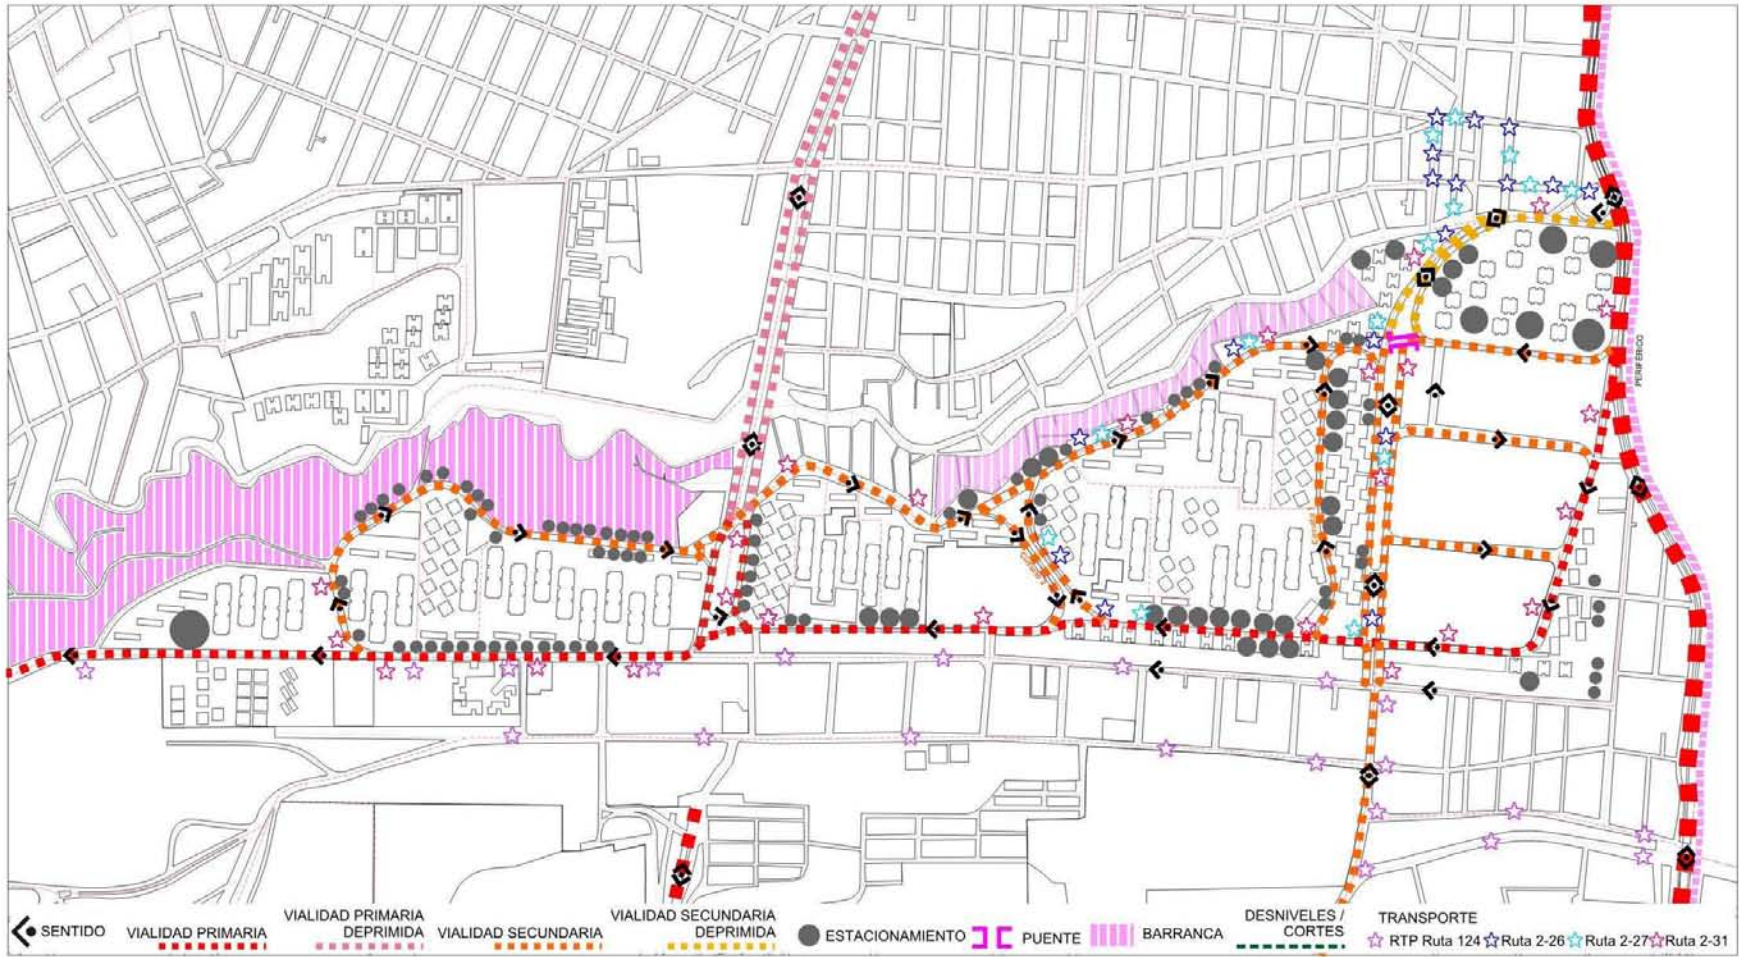 PERIFERICO
SENTIDO
VIALIDAD PRIMARIA
VIALIDAD PRIMARIA
DEPRIMIDA
VIALIDAD SECUNDARIA
VIALIDAD SECUNDARIA
DEPRIMIDA
ESTACIONAMIENTO
PUENTE
BARRANCA
DESNIVELES /
CORTES
TRANSPORTE
RTP Ruta 124 Ruta 2-26 Ruta 2-27 Ruta 2-31